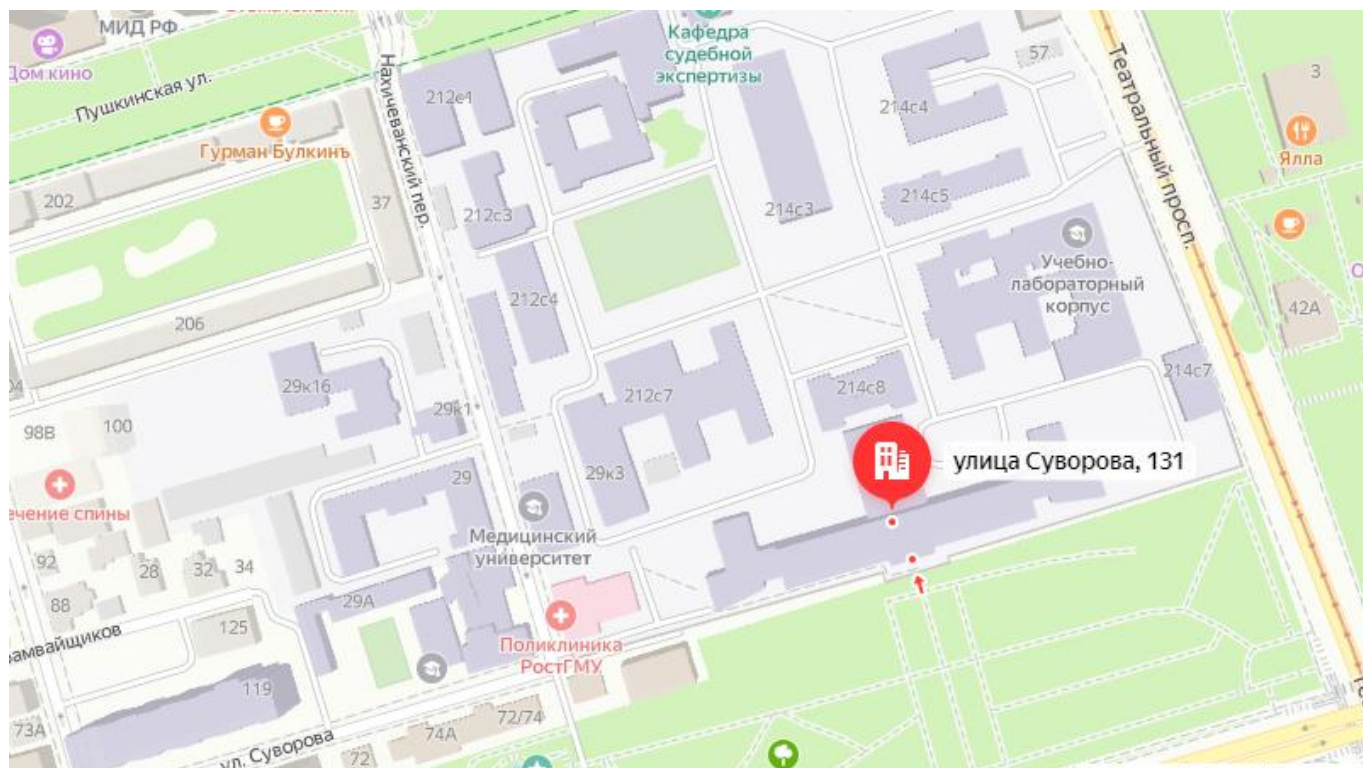 МИД РФ
Дом кино
Пушкинская ул.
Гурман Булкинъ
Нахичеванский пер.
Кафедра
судебной
экспертизы
Театральный просп.
57
3
Ялла
212с1
214с4
202
37
212с3
214с3
214с5
Учебно-
лабораторный
корпус
42А
206
212с4
29к16
29к1
212с7
214с8
214с7
98В
100
улица Суворова, 131
29
29к3
чение спины
Медицинский
университет
92
28
32
34
88
29А
амвайщиков
125
Поликлиника
РостГМУ
119
73А
72/74
74А
ул. Суворова
72